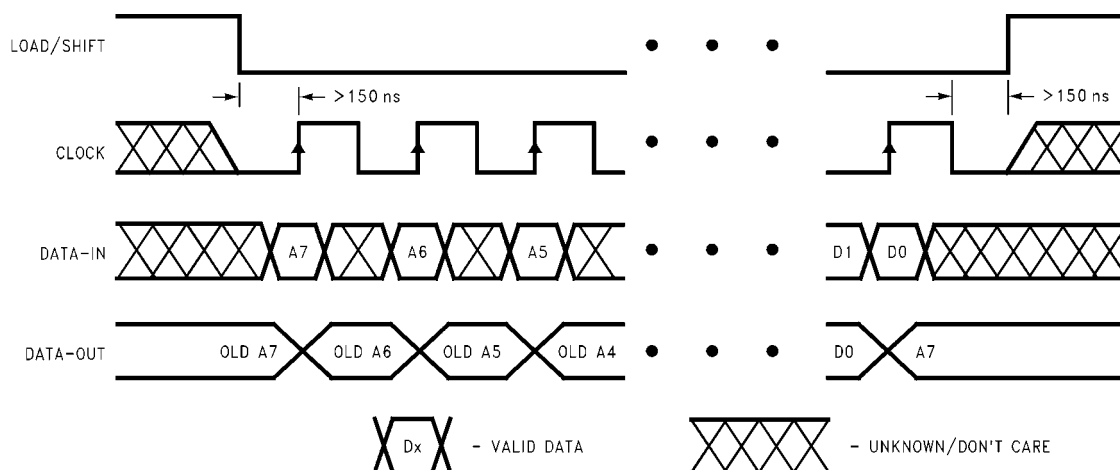 LOAD/SHIFT
>150 ns >150 ns
CLOCK
DATA-IN A7 A6 A5 D1 D0
DATA-OUT OLD A7 OLD A6 OLD A5 OLD A4 D0 A7
Dx - VALID DATA - UNKNOWN/DON'T CARE